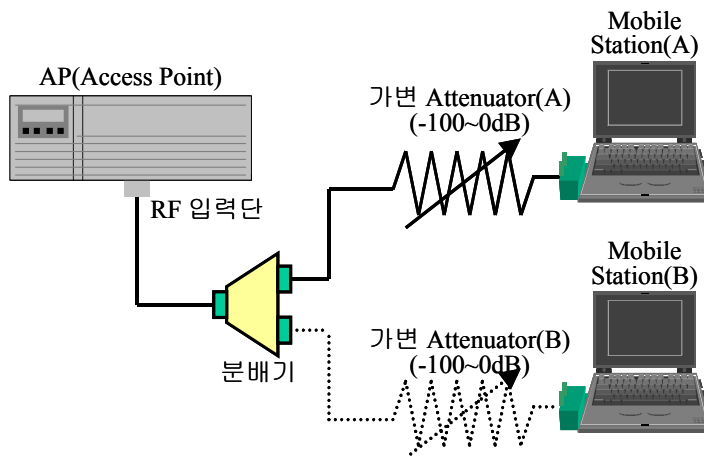 AP(Access Point)
RF 입력단
분배기
가변 Attenuator(A)
(-100~0dB)
Mobile
Station(A)
가변 Attenuator(B)
(-100~0dB)
Mobile
Station(B)